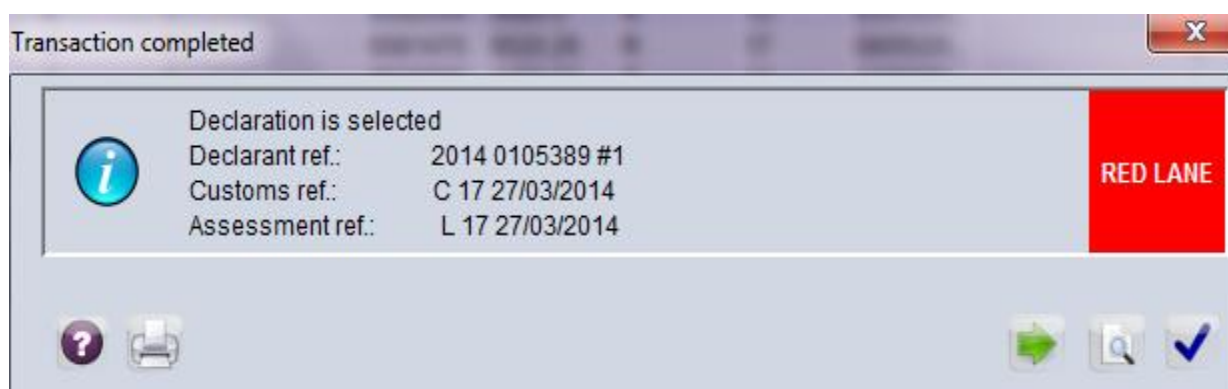 Transaction completed
Declaration is selected
Declarant ref.: 2014 0105389 #1
Customs ref.: C 17 27/03/2014
Assessment ref.: L 17 27/03/2014
RED LANE